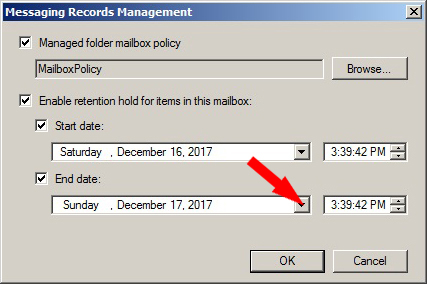 Messaging Records Management
Managed folder mailbox policy
MailboxPolicy Browse...
Enable retention hold for items in this mailbox:
Start date:
Saturday , December 16, 2017 3:39:42 PM
End date:
Sunday , December 17, 2017 3:39:42 PM
OK Cancel